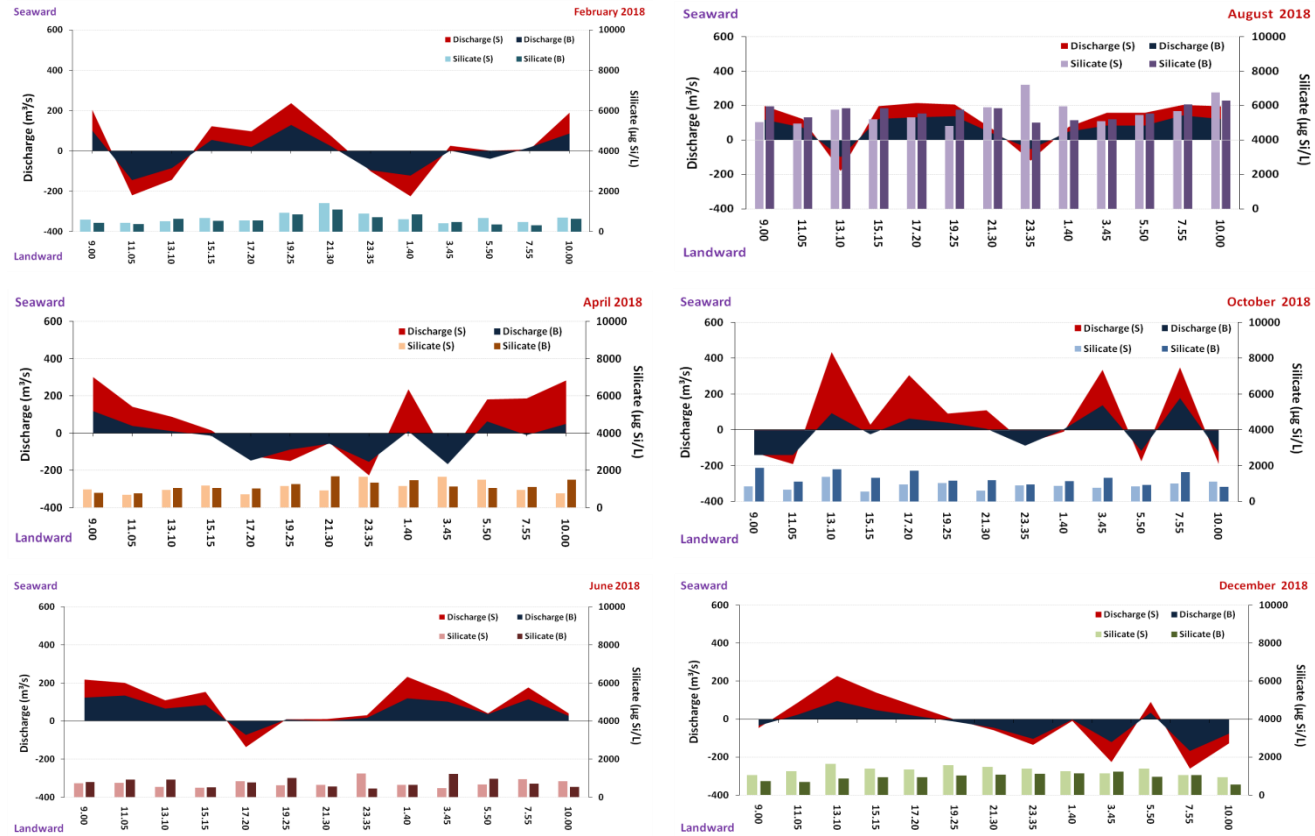 Seaward February 2018
600 10000
400 Discharge (S) Discharge (B) 8000
Silicate (S) Silicate (B)
200 6000
0 4000
-200 2000
-400 0
Discharge (m³/s)
Silicate (µg Si/L)
9.00 11.05 13.10 15.15 17.20 19.25 21.30 23.35 1.40 3.45 5.50 7.55 10.00
Landward
Seaward August 2018
600 10000
Discharge (S) Discharge (B)
400 8000
Silicate (S) Silicate (B)
200 6000
0 4000
-200 2000
-400 0
Discharge (m³/s)
Silicate (µg Si/L)
9.00 11.05 13.10 15.15 17.20 19.25 21.30 23.35 1.40 3.45 5.50 7.55 10.00
Landward
Seaward April 2018
600 10000
Discharge (S) Discharge (B)
400 8000
Silicate (S) Silicate (B)
200 6000
0 4000
-200 2000
-400 0
Discharge (m³/s)
Silicate (µg Si/L)
9.00 11.05 13.10 15.15 17.20 19.25 21.30 23.35 1.40 3.45 5.50 7.55 10.00
Landward
Seaward October 2018
600 10000
Discharge (S) Discharge (B)
400 8000
Silicate (S) Silicate (B)
200 6000
0 4000
-200 2000
-400 0
Discharge (m³/s)
Silicate (µg Si/L)
9.00 11.05 13.10 15.15 17.20 19.25 21.30 23.35 1.40 3.45 5.50 7.55 10.00
Landward
Seaward June 2018
600 10000
Discharge (S) Discharge (B)
400 8000
Silicate (S) Silicate (B)
200 6000
0 4000
-200 2000
-400 0
Discharge (m³/s)
Silicate (µg Si/L)
9.00 11.05 13.10 15.15 17.20 19.25 21.30 23.35 1.40 3.45 5.50 7.55 10.00
Landward
Seaward December 2018
600 10000
Discharge (S) Discharge (B)
400 8000
Silicate (S) Silicate (B)
200 6000
0 4000
-200 2000
-400 0
Discharge (m³/s)
Silicate (µg Si/L)
9.00 11.05 13.10 15.15 17.20 19.25 21.30 23.35 1.40 3.45 5.50 7.55 10.00
Landward